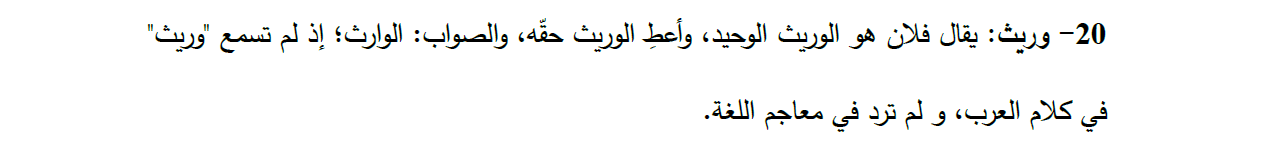 20- وريث: يقال فلان هو الوريث الوحيد، وأعطِ الوريث حقّه، والصواب: الوارث؛ إذ لم تسمع "وريث"
في كلام العرب، و لم ترد في معاجم اللغة.